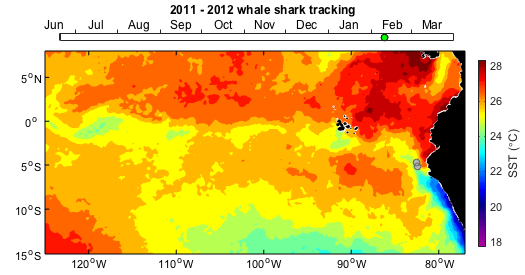 2011 - 2012 whale shark tracking
Jun Jul Aug Sep Oct Nov Dec Jan Feb Mar
5°N
0°
5°S
10°S
15°S
120°W 110°W 100°W 90°W 80°W
28
26
24
22
20
18
SST (°C)